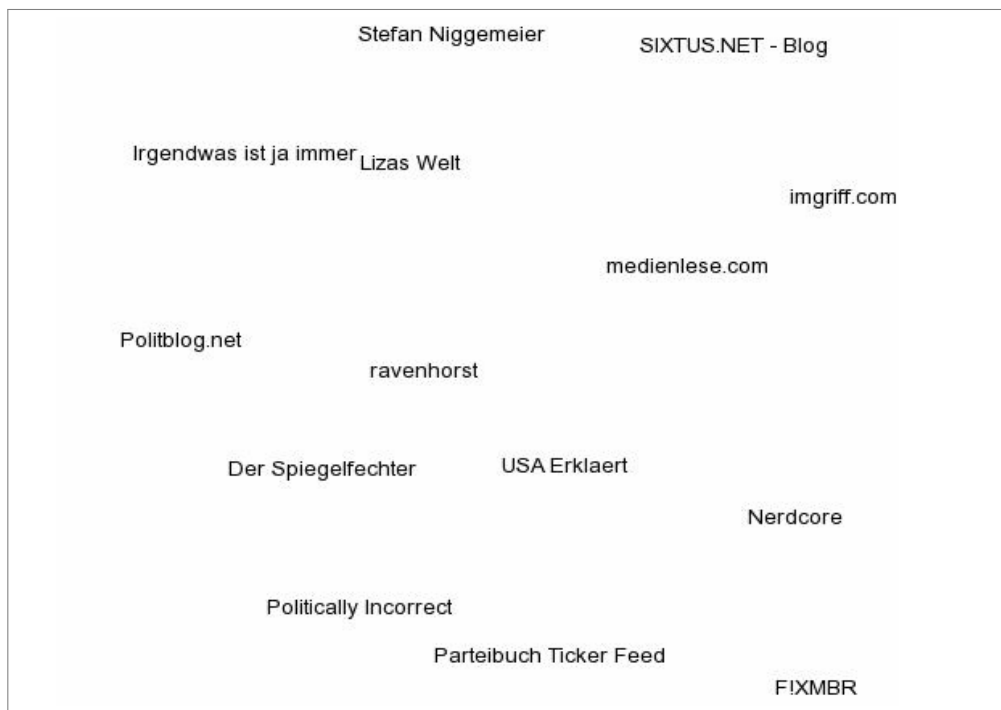 Stefan Niggemeier
SIXTUS.NET - Blog
Irgendwas ist ja immer
Lizas Welt
imgriff.com
medienlese.com
Politblog.net
ravenhorst
Der Spiegelfechter
USA Erklaert
Nerdcore
Politically Incorrect
Parteibuch Ticker Feed
F!XMBR